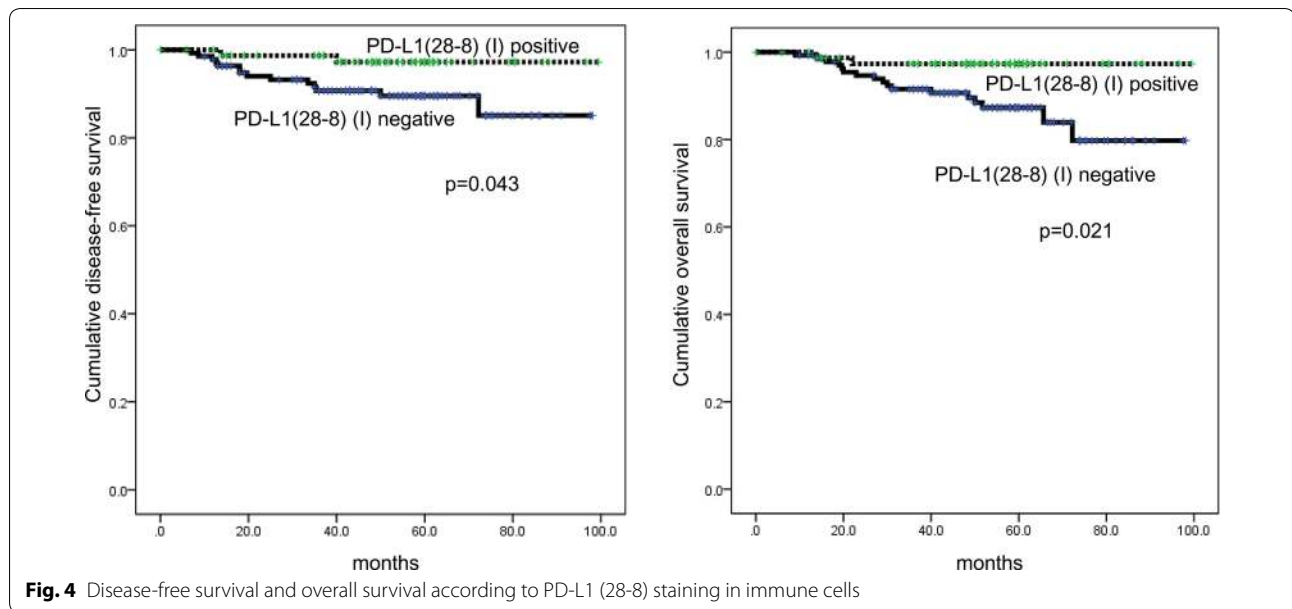 PD-L1(28-8) (I) positive
PD-L1(28-8) (I) negative
p=0.043
Cumulative disease-free survival
1.0
0.8
0.6
0.4
0.2
0.0
.0 20.0 40.0 60.0 80.0 100.0
months
PD-L1(28-8) (I) positive
PD-L1(28-8) (I) negative
p=0.021
Cumulative overall survival
1.0
0.8
0.6
0.4
0.2
0.0
.0 20.0 40.0 60.0 80.0 100.0
months
Fig. 4 Disease-free survival and overall survival according to PD-L1 (28-8) staining in immune cells